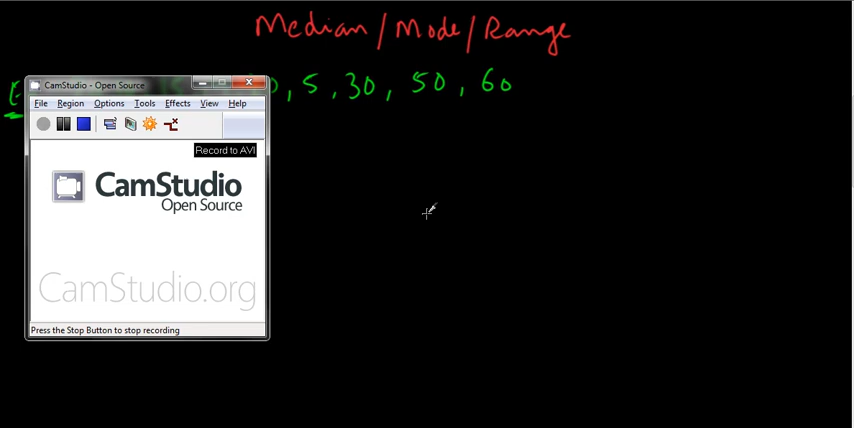 Median / Mode / Range
, 5, 30, 50, 60
CamStudio - Open Source
File Region Options Tools Effects View Help
Record to AVI
CamStudio
Open Source
CamStudio.org
Press the Stop Button to stop recording